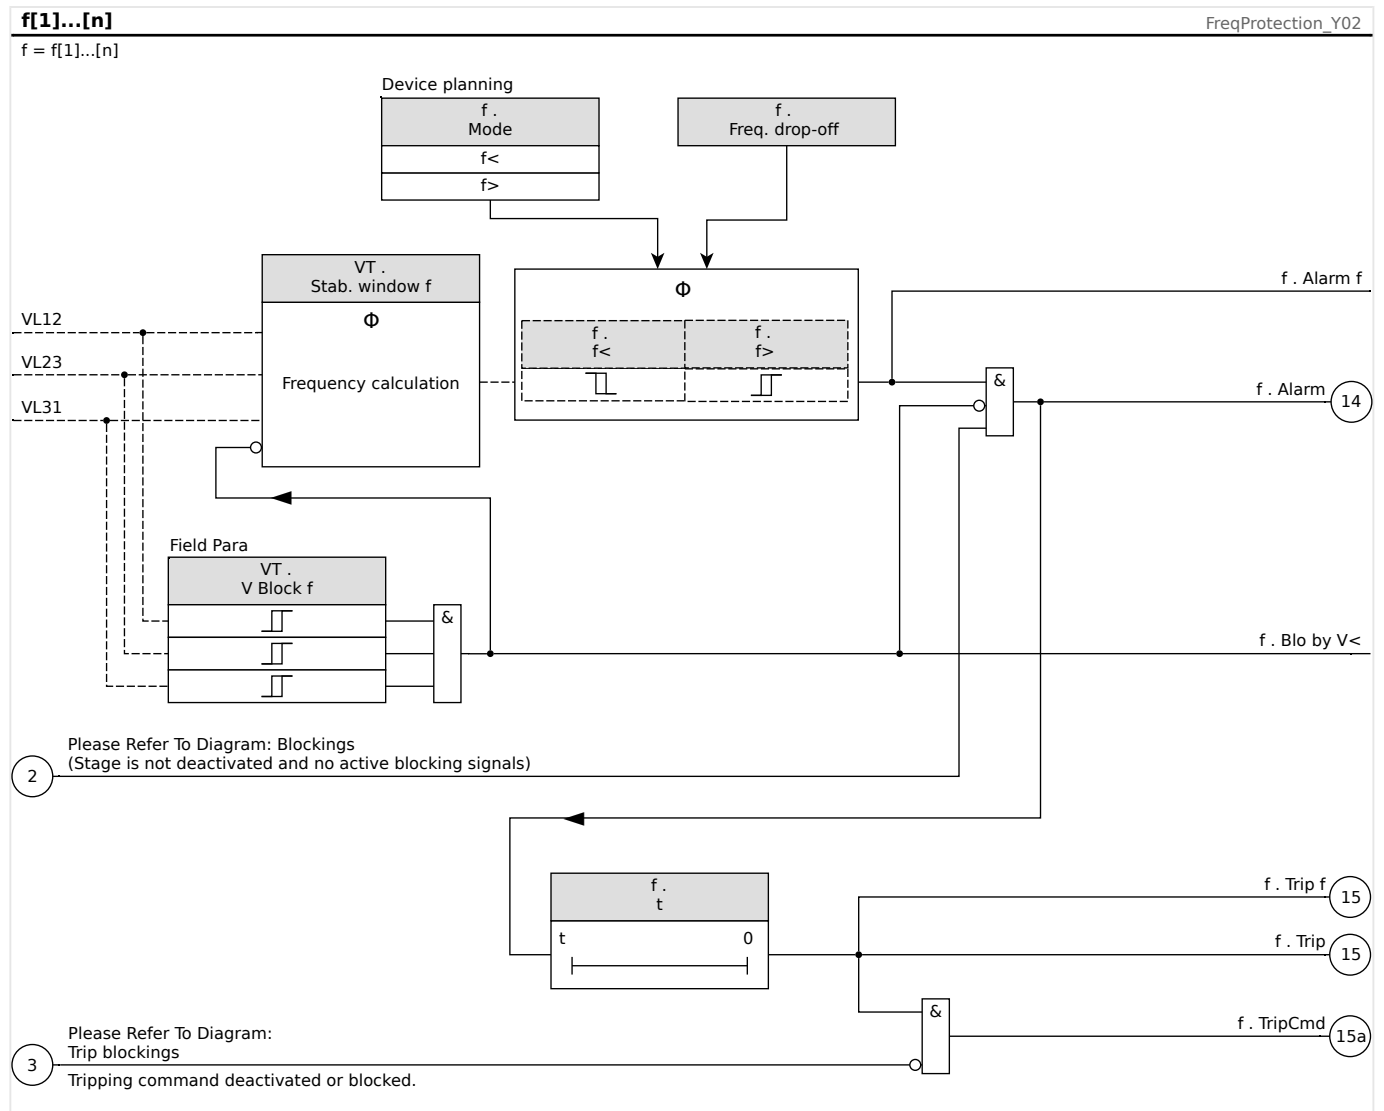 f[1]...[n]
FreqProtection_Y02
f = f[1]...[n]
Device planning
f .
Mode
f<
f>
f .
Freq. drop-off
VT .
Stab. window f
Φ
Frequency calculation
VL12
VL23
VL31
Φ
f .
f<
f .
f>
f . Alarm f
&
f . Alarm
14
Field Para
VT .
V Block f
&
f . Blo by V<
Please Refer To Diagram: Blockings
(Stage is not deactivated and no active blocking signals)
2
f .
t
t
0
f . Trip f
15
f . Trip
15
&
f . TripCmd
15a
Please Refer To Diagram:
Trip blockings
3
Tripping command deactivated or blocked.